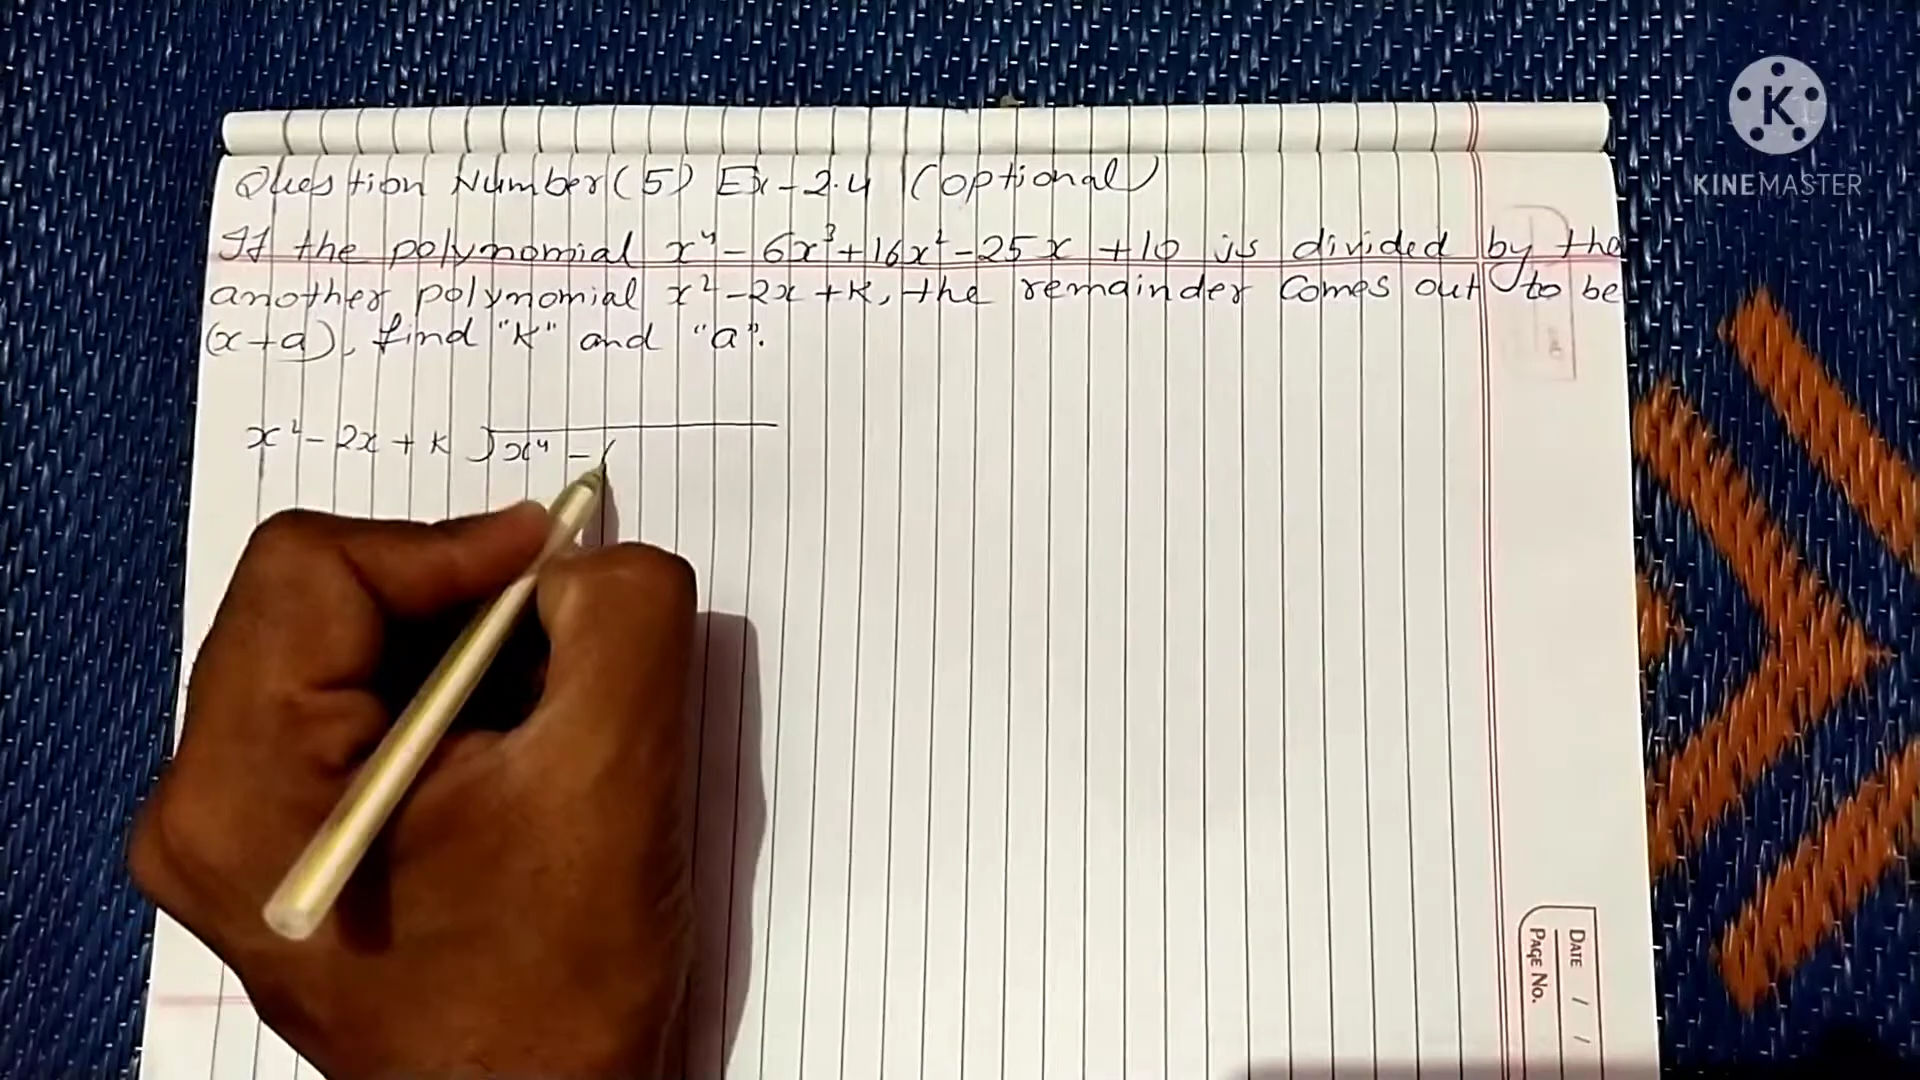 KINEMASTER
Question Number (5) Ex-2.4 (optional)
If the polynomial x⁴ - 6x³ + 16x² - 25x + 10 is divided by the
another polynomial x² - 2x + k, the remainder comes out to be
(x + a), find "k" and "a".
x² - 2x + k ) x⁴ -
DATE / /
PAGE NO.